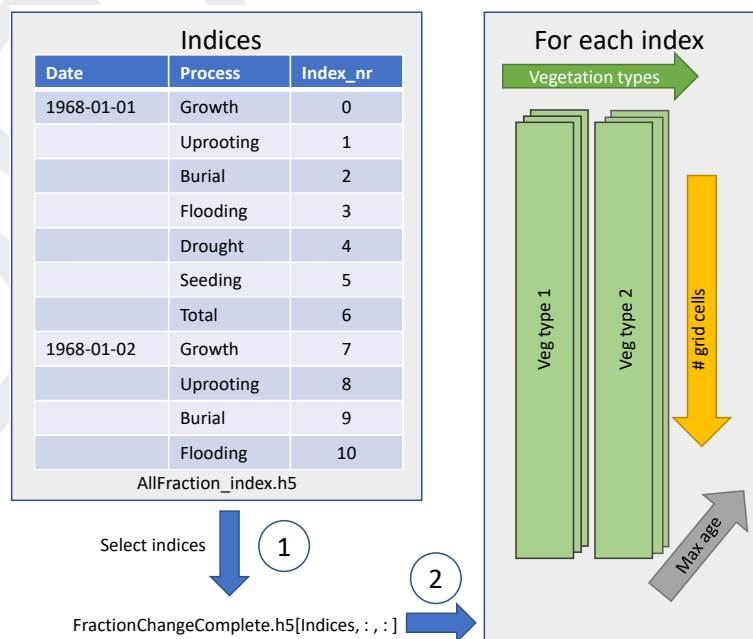 Indices
Date Process Index_nr
1968-01-01 Growth 0
Uprooting 1
Burial 2
Flooding 3
Drought 4
Seeding 5
Total 6
1968-01-02 Growth 7
Uprooting 8
Burial 9
Flooding 10
AllFraction_index.h5
Select indices
1
FractionChangeComplete.h5[Indices, : , : ]
2
For each index
Vegetation types
Veg type 1
Veg type 2
# grid cells
Max age